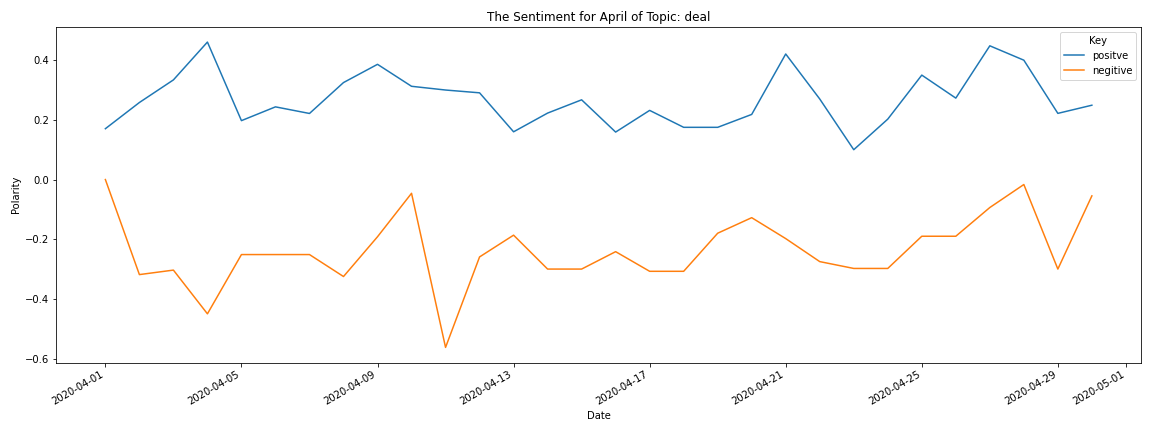 The Sentiment for April of Topic: deal
Key
positve
negitive
Polarity
0.4
0.2
0.0
−0.2
−0.4
−0.6
2020-04-01
2020-04-05
2020-04-09
2020-04-13
2020-04-17
2020-04-21
2020-04-25
2020-04-29
2020-05-01
Date